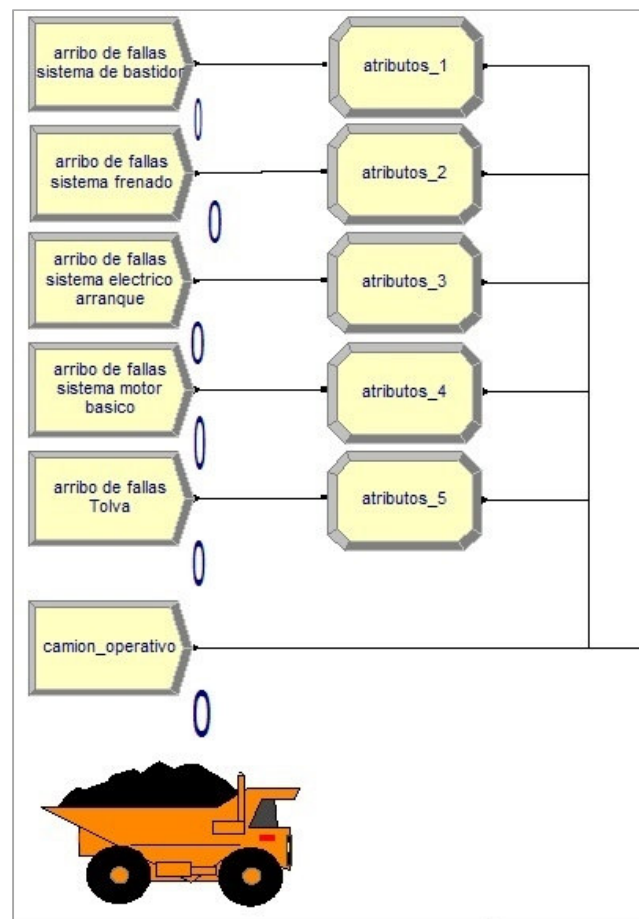 arribo de fallas
sistema de bastidor
atributos_1
0
arribo de fallas
sistema frenado
atributos_2
0
arribo de fallas
sistema electrico
arranque
atributos_3
0
arribo de fallas
sistema motor
basico
atributos_4
0
arribo de fallas
Tolva
atributos_5
0
camion_operativo
0